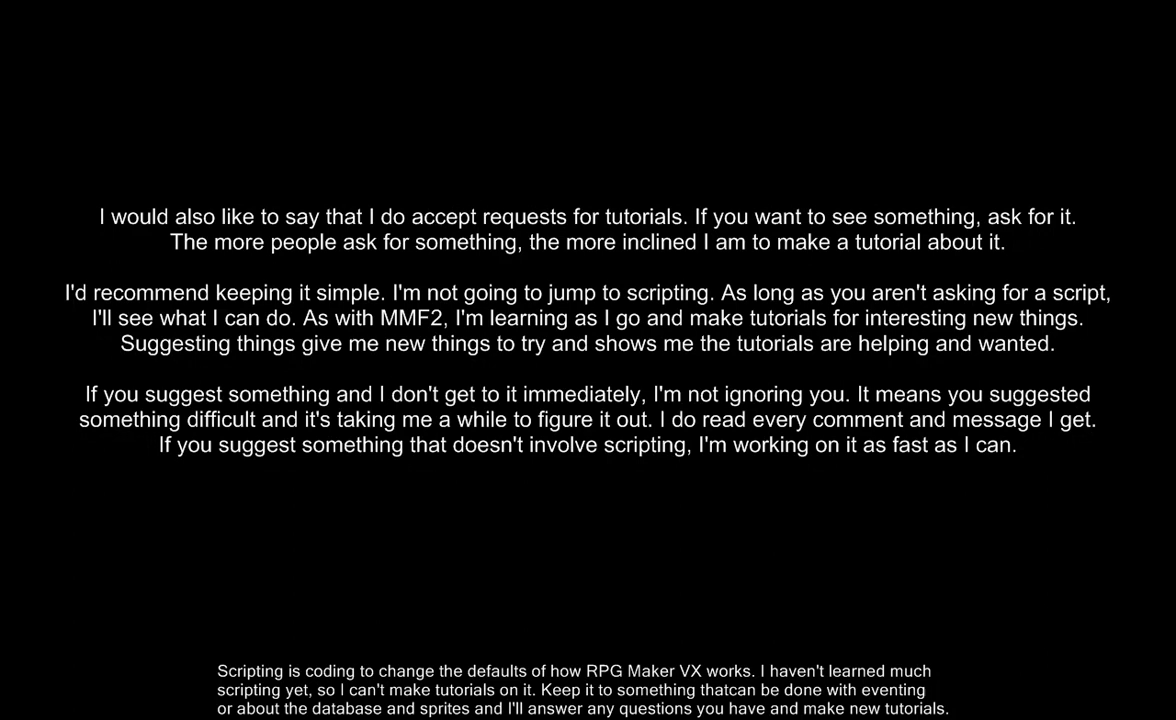 I would also like to say that I do accept requests for tutorials. If you want to see something, ask for it.
The more people ask for something, the more inclined I am to make a tutorial about it.
I'd recommend keeping it simple. I'm not going to jump to scripting. As long as you aren't asking for a script,
I'll see what I can do. As with MMF2, I'm learning as I go and make tutorials for interesting new things.
Suggesting things give me new things to try and shows me the tutorials are helping and wanted.
If you suggest something and I don't get to it immediately, I'm not ignoring you. It means you suggested
something difficult and it's taking me a while to figure it out. I do read every comment and message I get.
If you suggest something that doesn't involve scripting, I'm working on it as fast as I can.
Scripting is coding to change the defaults of how RPG Maker VX works. I haven't learned much
scripting yet, so I can't make tutorials on it. Keep it to something thatcan be done with eventing
or about the database and sprites and I'll answer any questions you have and make new tutorials.